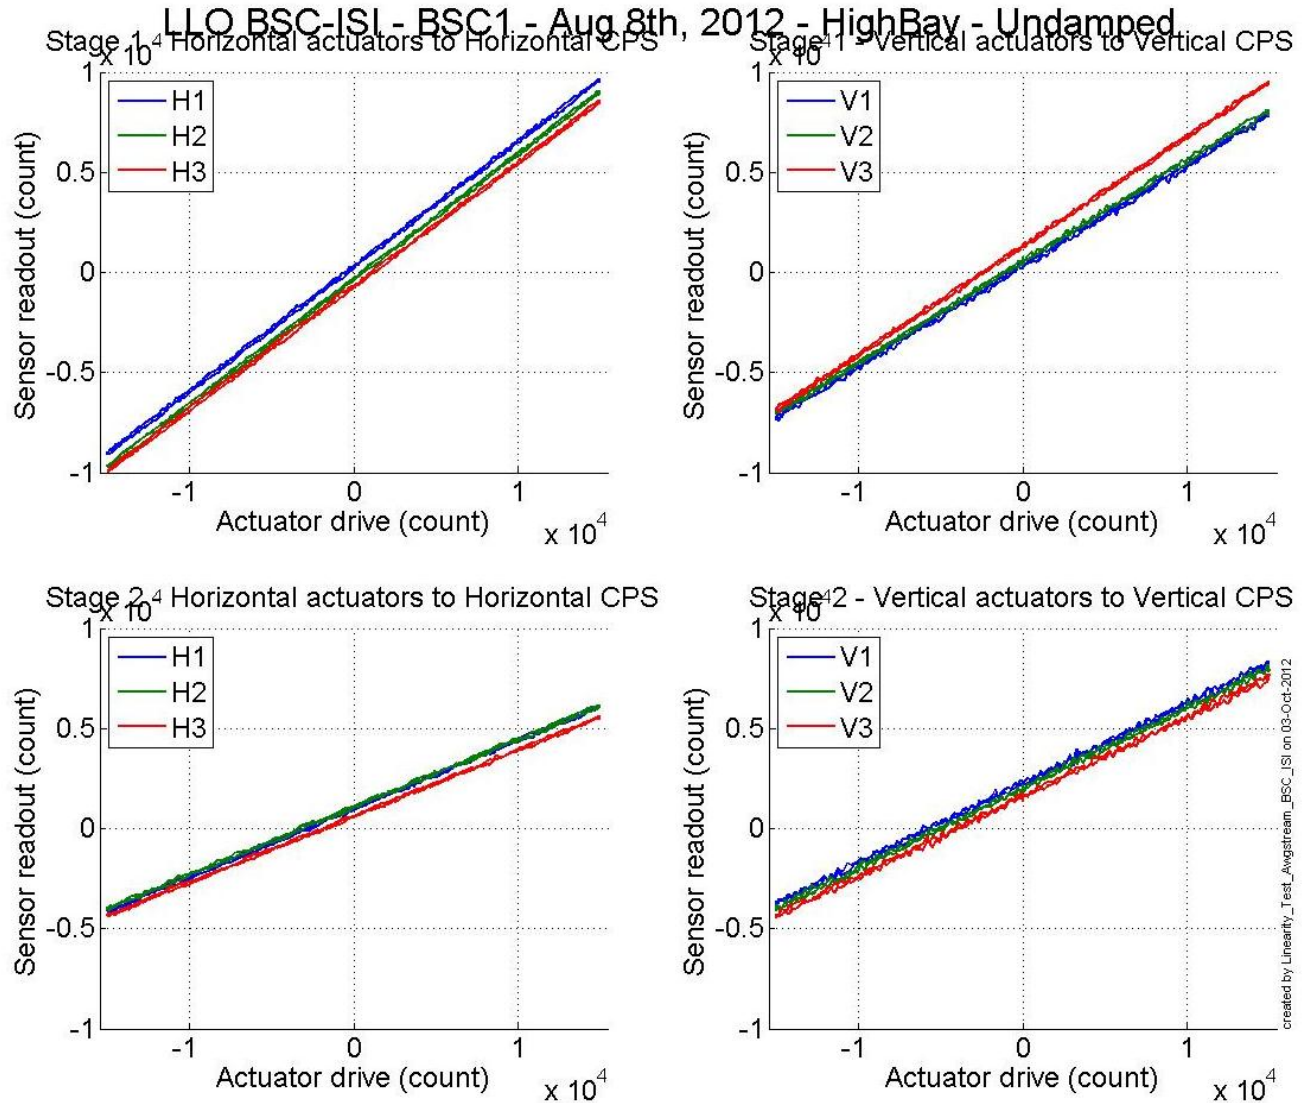 LLO BSC-ISI - BSC1 - Aug 8th, 2012 - HighBay - Undamped
Stage 1 - Horizontal actuators to Horizontal CPS
x 10^4
1
0.5
0
-0.5
-1
Sensor readout (count)
H1
H2
H3
-1 0 1
Actuator drive (count)
x 10^4
Stage 1 - Vertical actuators to Vertical CPS
x 10^4
1
0.5
0
-0.5
-1
Sensor readout (count)
V1
V2
V3
-1 0 1
Actuator drive (count)
x 10^4
Stage 2 - Horizontal actuators to Horizontal CPS
x 10^4
1
0.5
0
-0.5
-1
Sensor readout (count)
H1
H2
H3
-1 0 1
Actuator drive (count)
x 10^4
Stage 2 - Vertical actuators to Vertical CPS
x 10^4
1
0.5
0
-0.5
-1
Sensor readout (count)
V1
V2
V3
-1 0 1
Actuator drive (count)
x 10^4
created by Linearity_Test_Awgstream_BSC_ISI on 03-Oct-2012